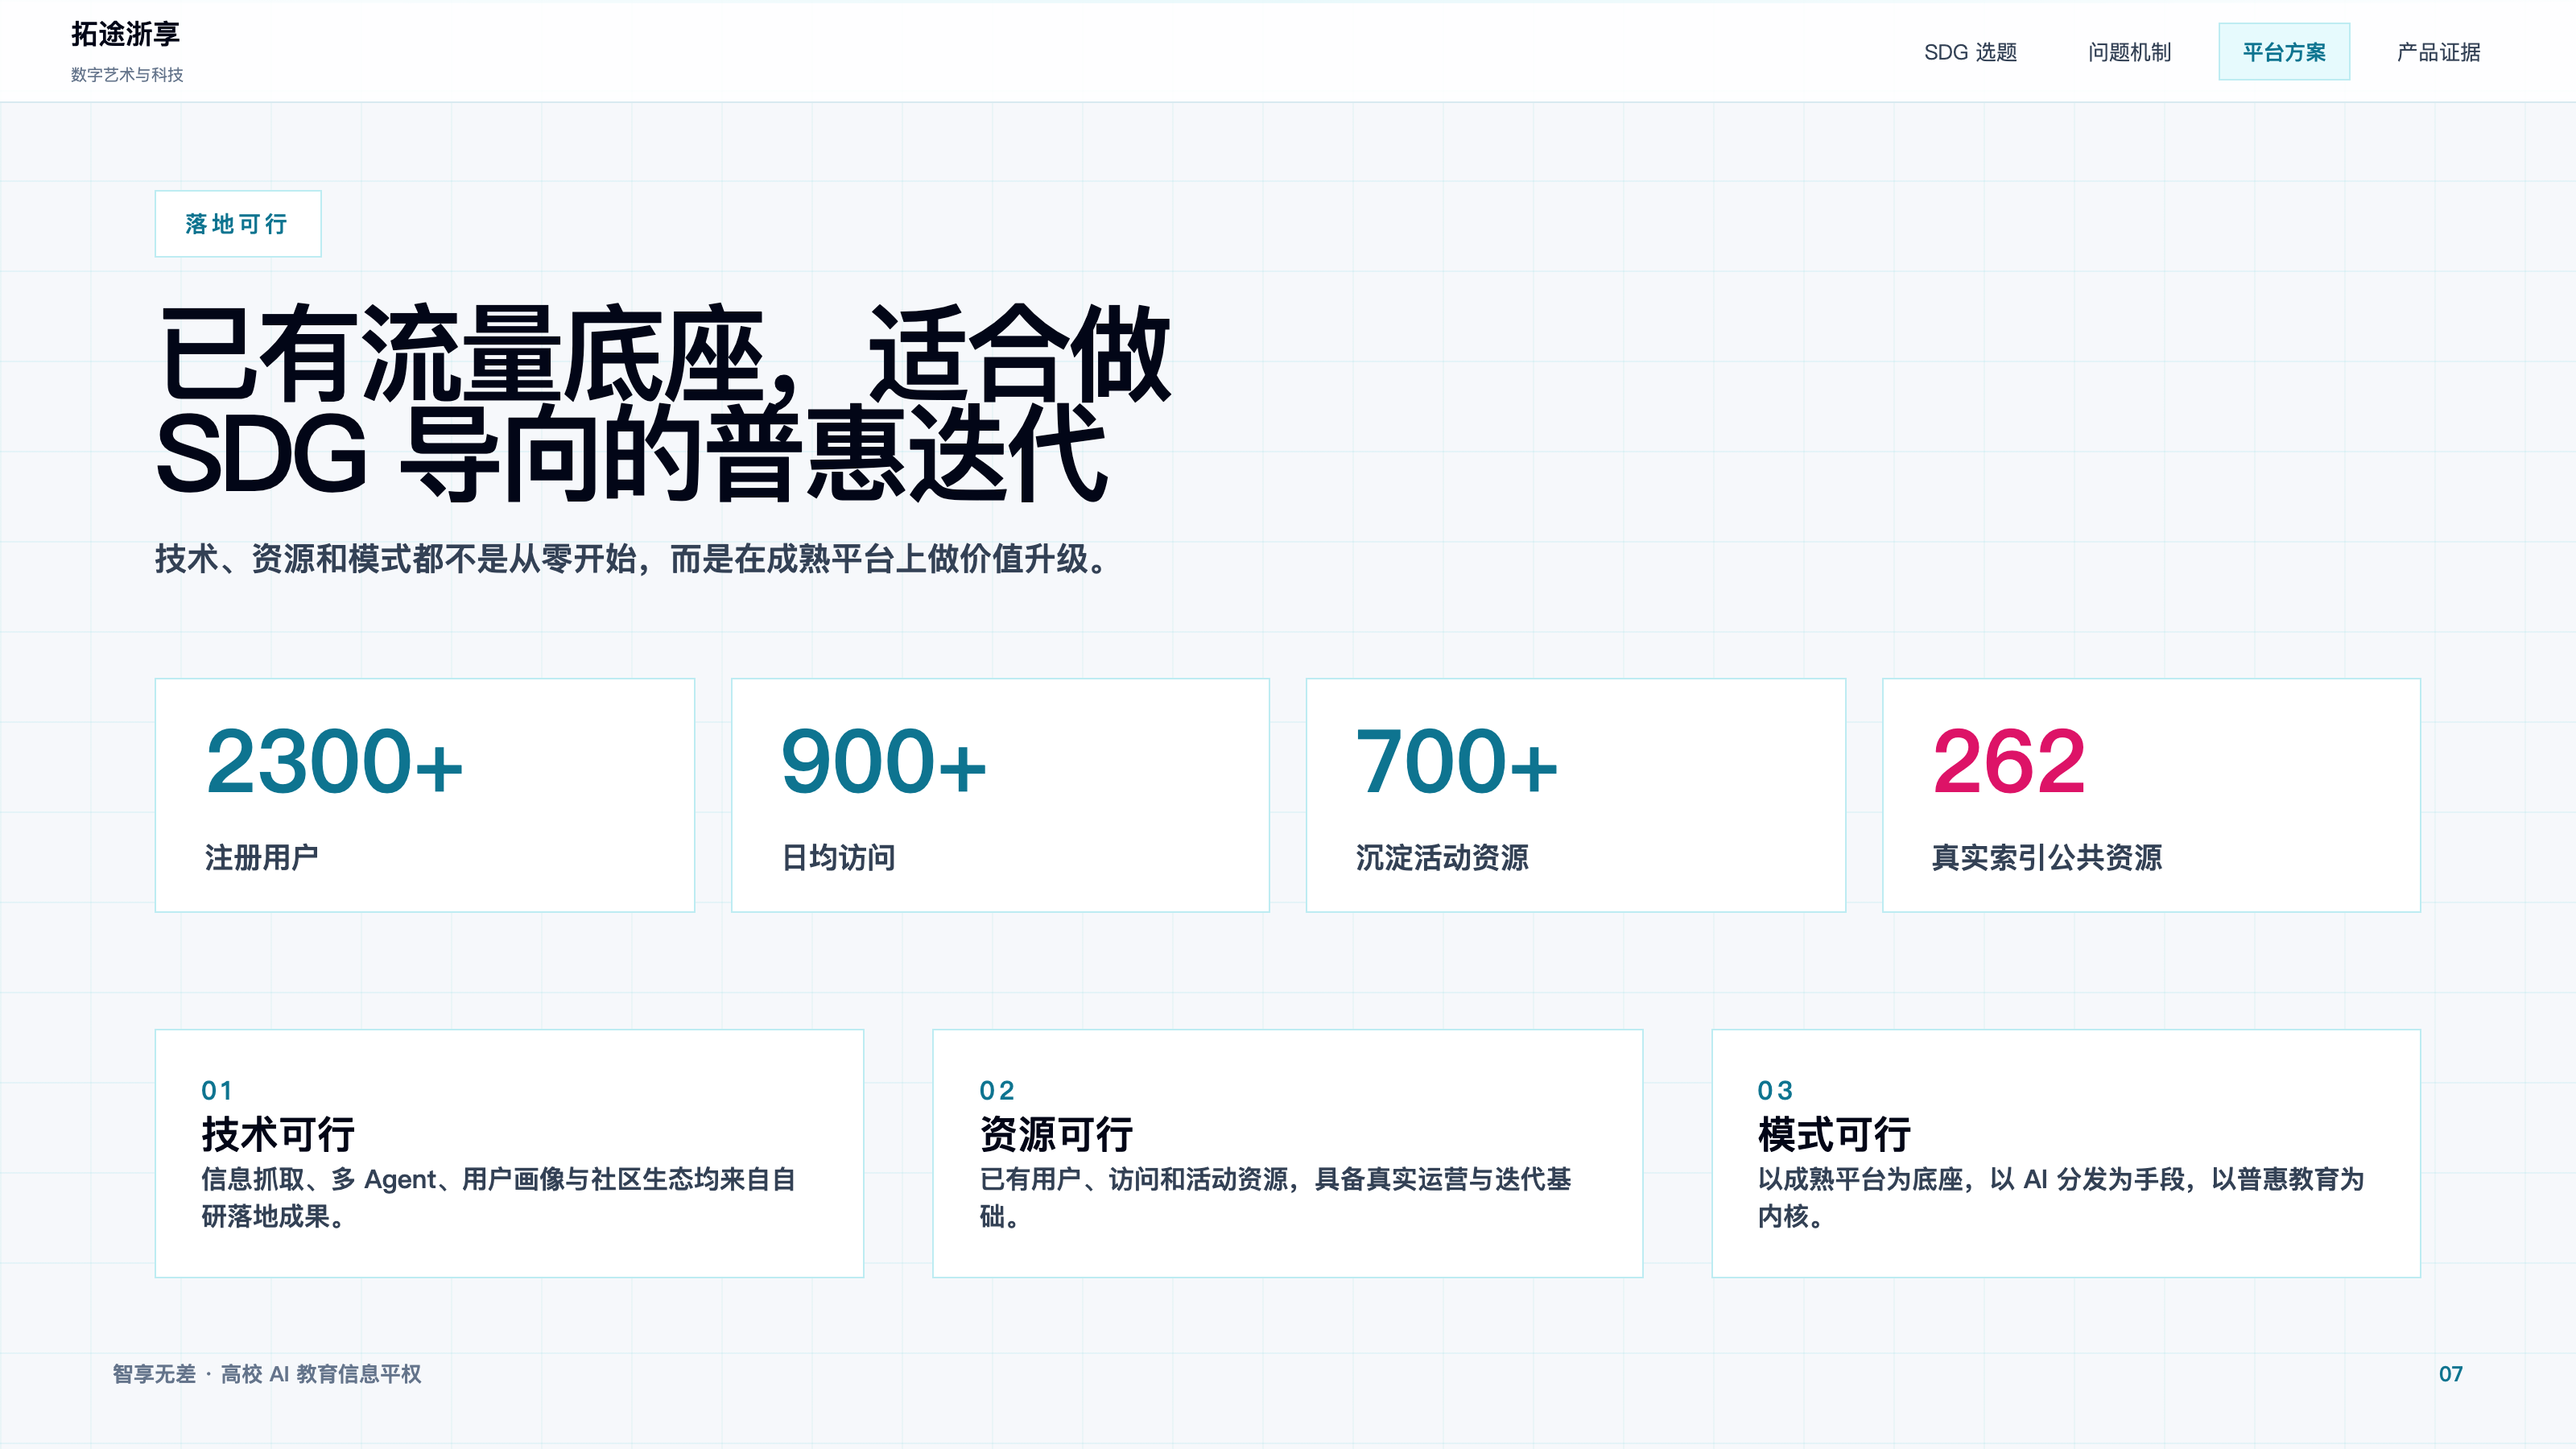 拓途浙享
数字艺术与科技
SDG 选题
问题机制
平台方案
产品证据
落地可行
已有流量底座，适合做
SDG 导向的普惠迭代
技术、资源和模式都不是从零开始，而是在成熟平台上做价值升级。
2300+
注册用户
900+
日均访问
700+
沉淀活动资源
262
真实索引公共资源
01
技术可行
信息抓取、多 Agent、用户画像与社区生态均来自自
研落地成果。
02
资源可行
已有用户、访问和活动资源，具备真实运营与迭代基
础。
03
模式可行
以成熟平台为底座，以 AI 分发为手段，以普惠教育为
内核。
智享无差 · 高校 AI 教育信息平权
07